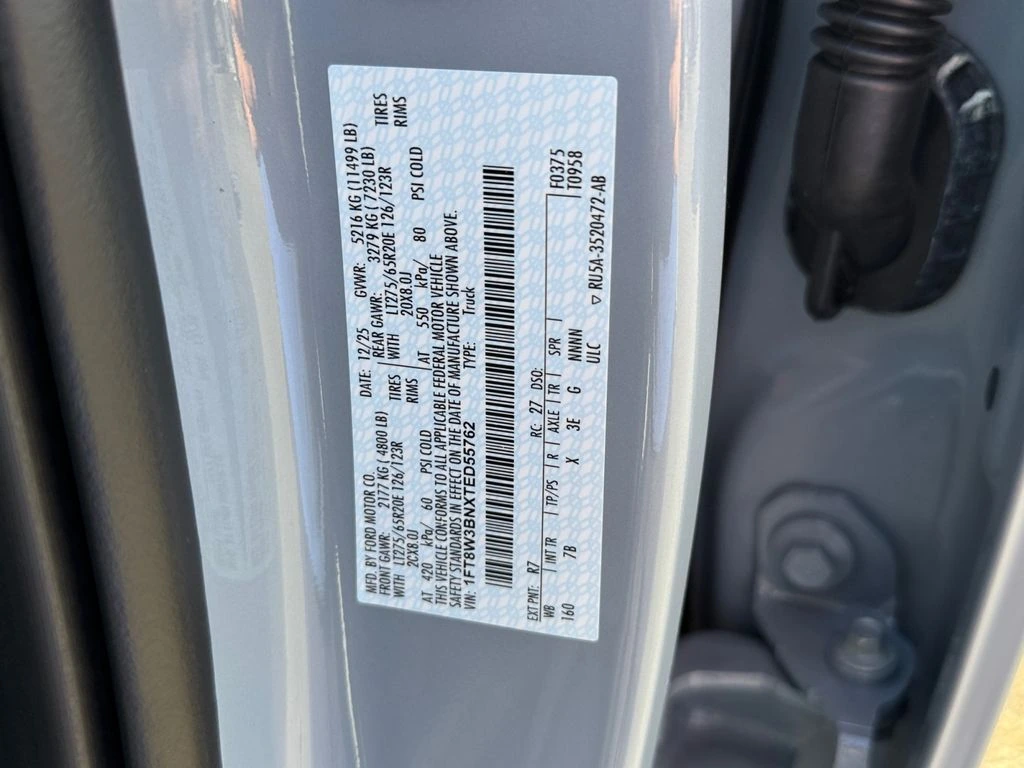 MFD. BY FORD MOTOR CO.
DATE: 12/25 GVWR: 5216 KG (11499 LB)
FRONT GAWR: 2177 KG ( 4800 LB) REAR GAWR: 3279 KG ( 7230 LB)
WITH LT275/65R20E 126/123R TIRES WITH LT275/65R20E 126/123R TIRES
20X8.0J RIMS 20X8.0J RIMS
AT 420 kPa/ 60 PSI COLD AT 550 kPa/ 80 PSI COLD
THIS VEHICLE CONFORMS TO ALL APPLICABLE FEDERAL MOTOR VEHICLE
SAFETY STANDARDS IN EFFECT ON THE DATE OF MANUFACTURE SHOWN ABOVE.
VIN: 1FT8W3BNXTED55762 TYPE: Truck
EXT PNT: R7 RC: 27 DSO: F0375
WB INT TR TP/PS R AXLE TR SPR T0958
160 7B X 3E G NNNN
ULC ▽ RU5A-3520472-AB